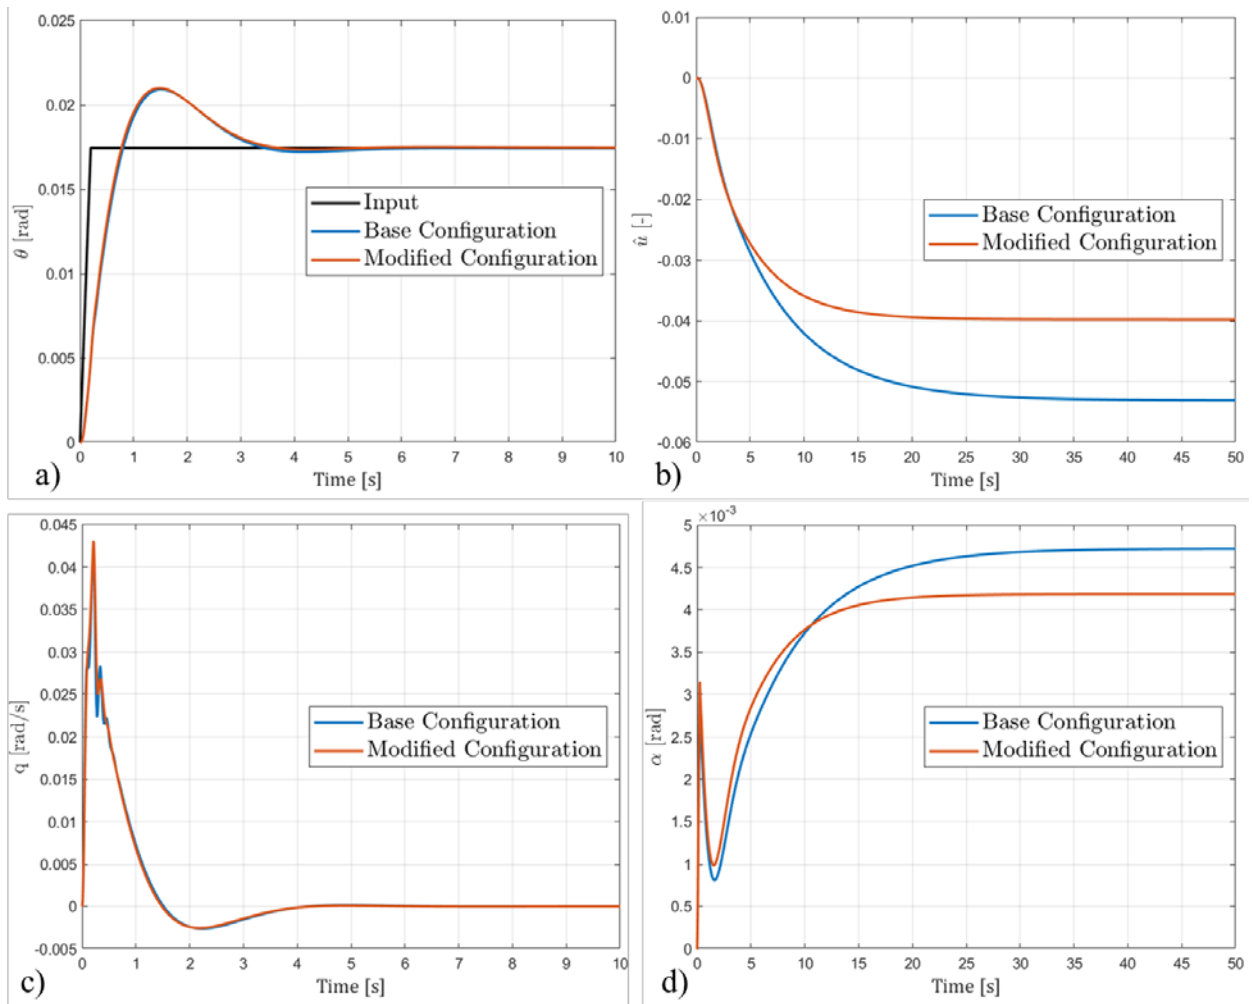 0.025
0.02
0.015
0.01
0.005
0
θ [rad]
Input
Base Configuration
Modified Configuration
0 1 2 3 4 5 6 7 8 9 10
Time [s]
a)
0.01
0
-0.01
-0.02
-0.03
-0.04
-0.05
-0.06
û [-]
Base Configuration
Modified Configuration
0 5 10 15 20 25 30 35 40 45 50
Time [s]
b)
0.045
0.04
0.035
0.03
0.025
0.02
0.015
0.01
0.005
0
-0.005
q [rad/s]
Base Configuration
Modified Configuration
0 1 2 3 4 5 6 7 8 9 10
Time [s]
c)
×10⁻³
5
4.5
4
3.5
3
2.5
2
1.5
1
0.5
0
α [rad]
Base Configuration
Modified Configuration
0 5 10 15 20 25 30 35 40 45 50
Time [s]
d)